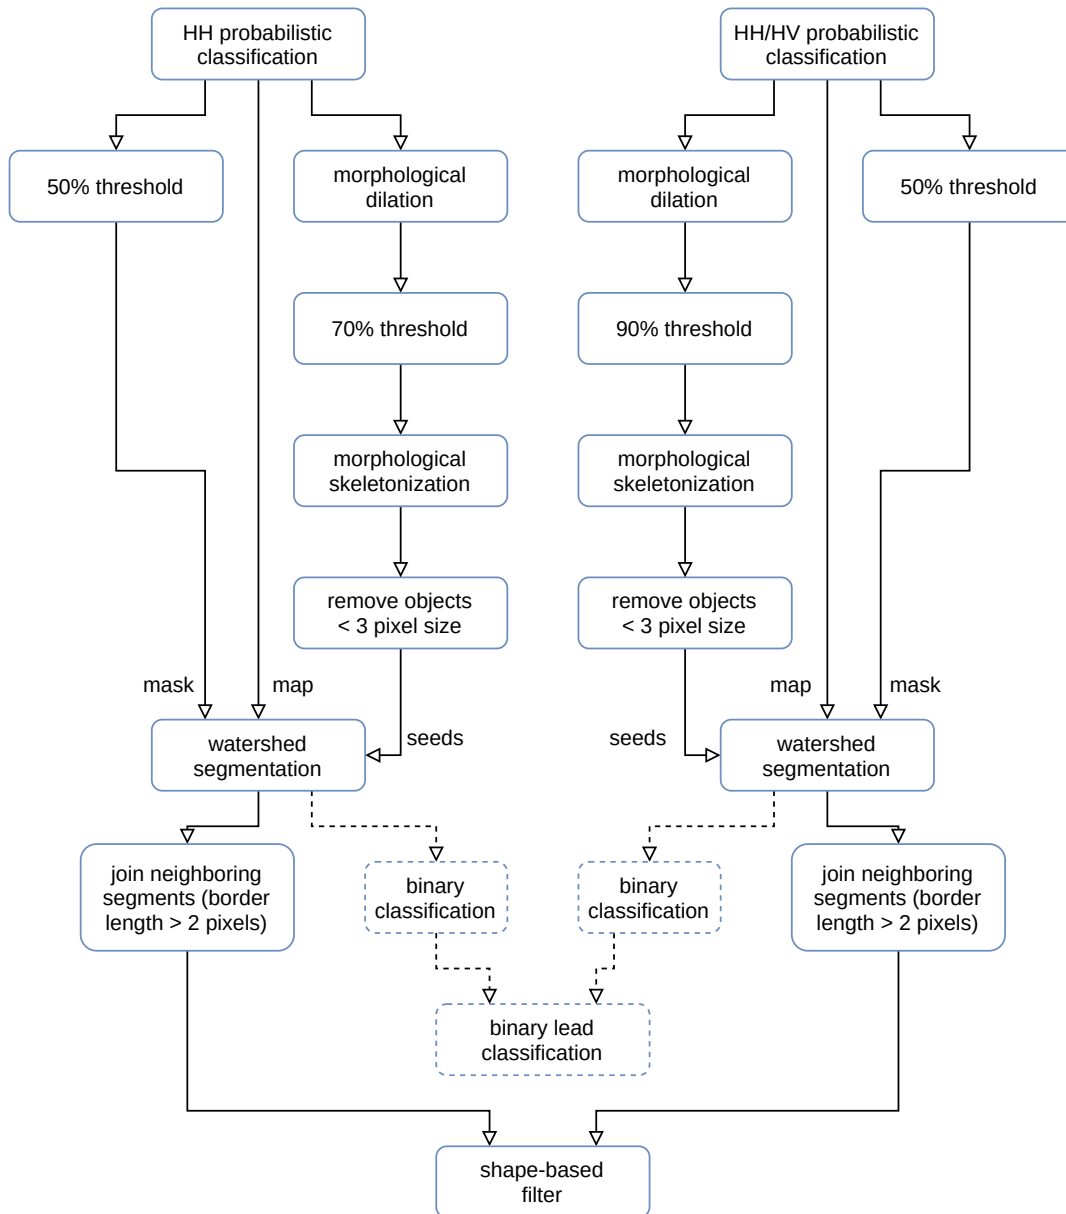 HH probabilistic
classification
HH/HV probabilistic
classification
50% threshold
morphological
dilation
morphological
dilation
50% threshold
70% threshold
90% threshold
morphological
skeletonization
morphological
skeletonization
remove objects
< 3 pixel size
remove objects
< 3 pixel size
mask
map
map
mask
seeds
seeds
watershed
segmentation
watershed
segmentation
join neighboring
segments (border
length > 2 pixels)
binary
classification
binary
classification
join neighboring
segments (border
length > 2 pixels)
binary lead
classification
shape-based
filter